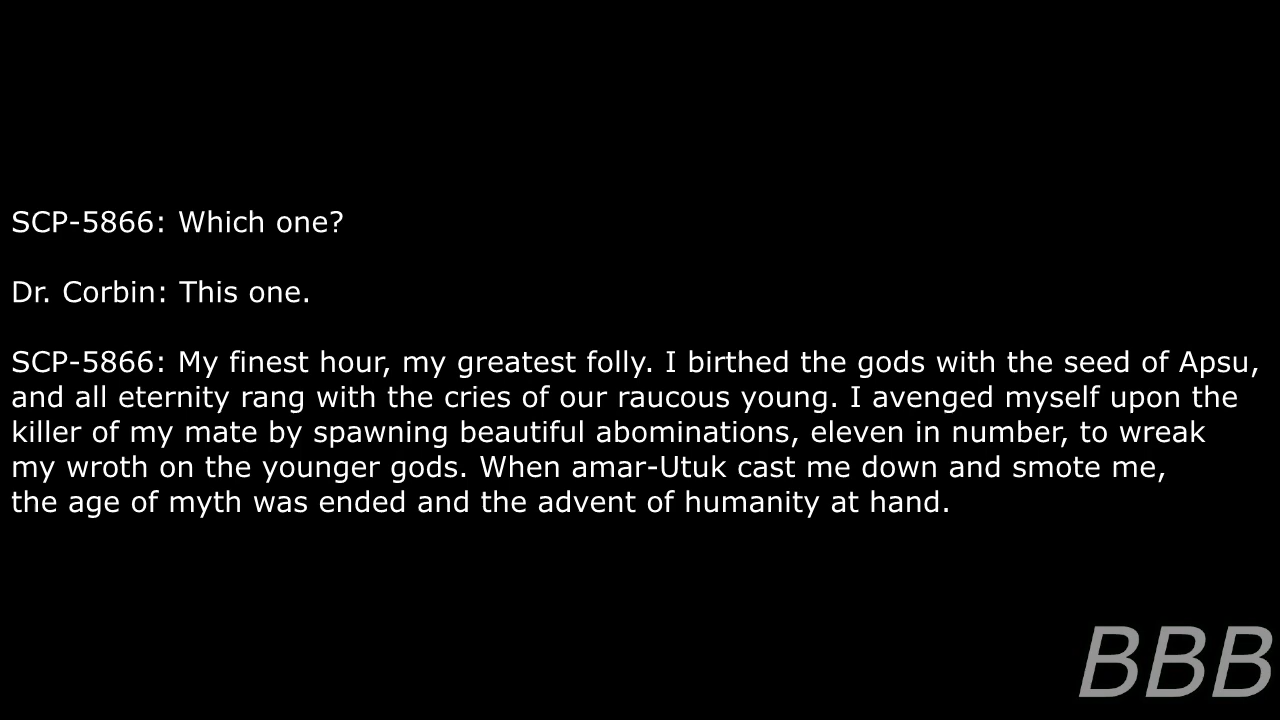 SCP-5866: Which one?
Dr. Corbin: This one.
SCP-5866: My finest hour, my greatest folly. I birthed the gods with the seed of Apsu,
and all eternity rang with the cries of our raucous young. I avenged myself upon the
killer of my mate by spawning beautiful abominations, eleven in number, to wreak
my wroth on the younger gods. When amar-Utuk cast me down and smote me,
the age of myth was ended and the advent of humanity at hand.
BBB